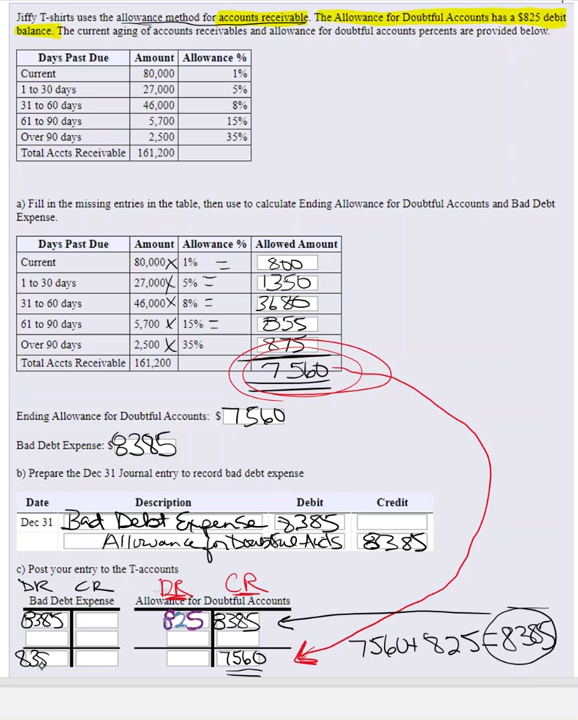 Jiffy T-shirts uses the allowance method for accounts receivable. The Allowance for Doubtful Accounts has a $825 debit
balance. The current aging of accounts receivables and allowance for doubtful accounts percents are provided below.
Days Past Due Amount Allowance %
Current 80,000 1%
1 to 30 days 27,000 5%
31 to 60 days 46,000 8%
61 to 90 days 5,700 15%
Over 90 days 2,500 35%
Total Accts Receivable 161,200
a) Fill in the missing entries in the table, then use to calculate Ending Allowance for Doubtful Accounts and Bad Debt
Expense.
Days Past Due Amount Allowance % Allowed Amount
Current 80,000 X 1% = 800
1 to 30 days 27,000 X 5% = 1350
31 to 60 days 46,000 X 8% = 3680
61 to 90 days 5,700 X 15% = 855
Over 90 days 2,500 X 35% 875
Total Accts Receivable 161,200 7560
Ending Allowance for Doubtful Accounts: $ 7560
Bad Debt Expense: $ 8385
b) Prepare the Dec 31 Journal entry to record bad debt expense
Date Description Debit Credit
Dec 31 Bad Debt Expense 8385
Allowance for Doubtful Accts 8385
c) Post your entry to the T-accounts
DR CR DR CR
Bad Debt Expense Allowance for Doubtful Accounts
8385 825 8385
7560+825=8385
835 7560